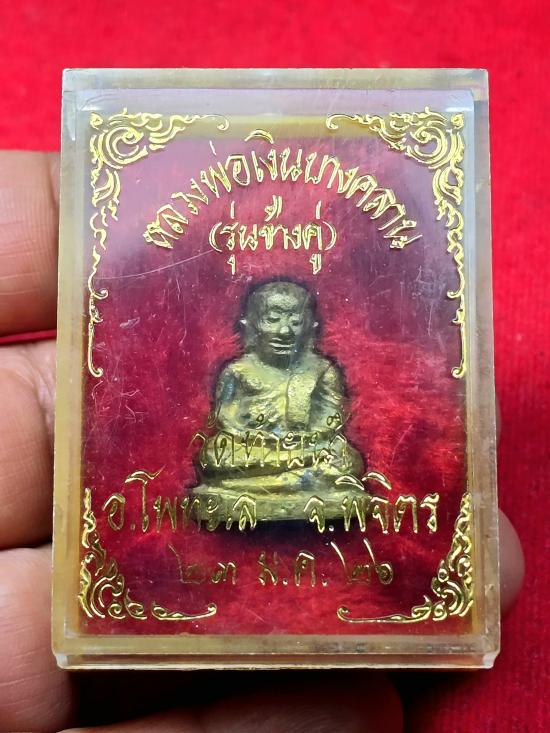 หลวงพ่อเงินบางคลาน
(รุ่นช้างคู่)
วัดท้ายน้ำ
อ.โพทะเล จ.พิจิตร
๒๓ ม.ค. ๒๖